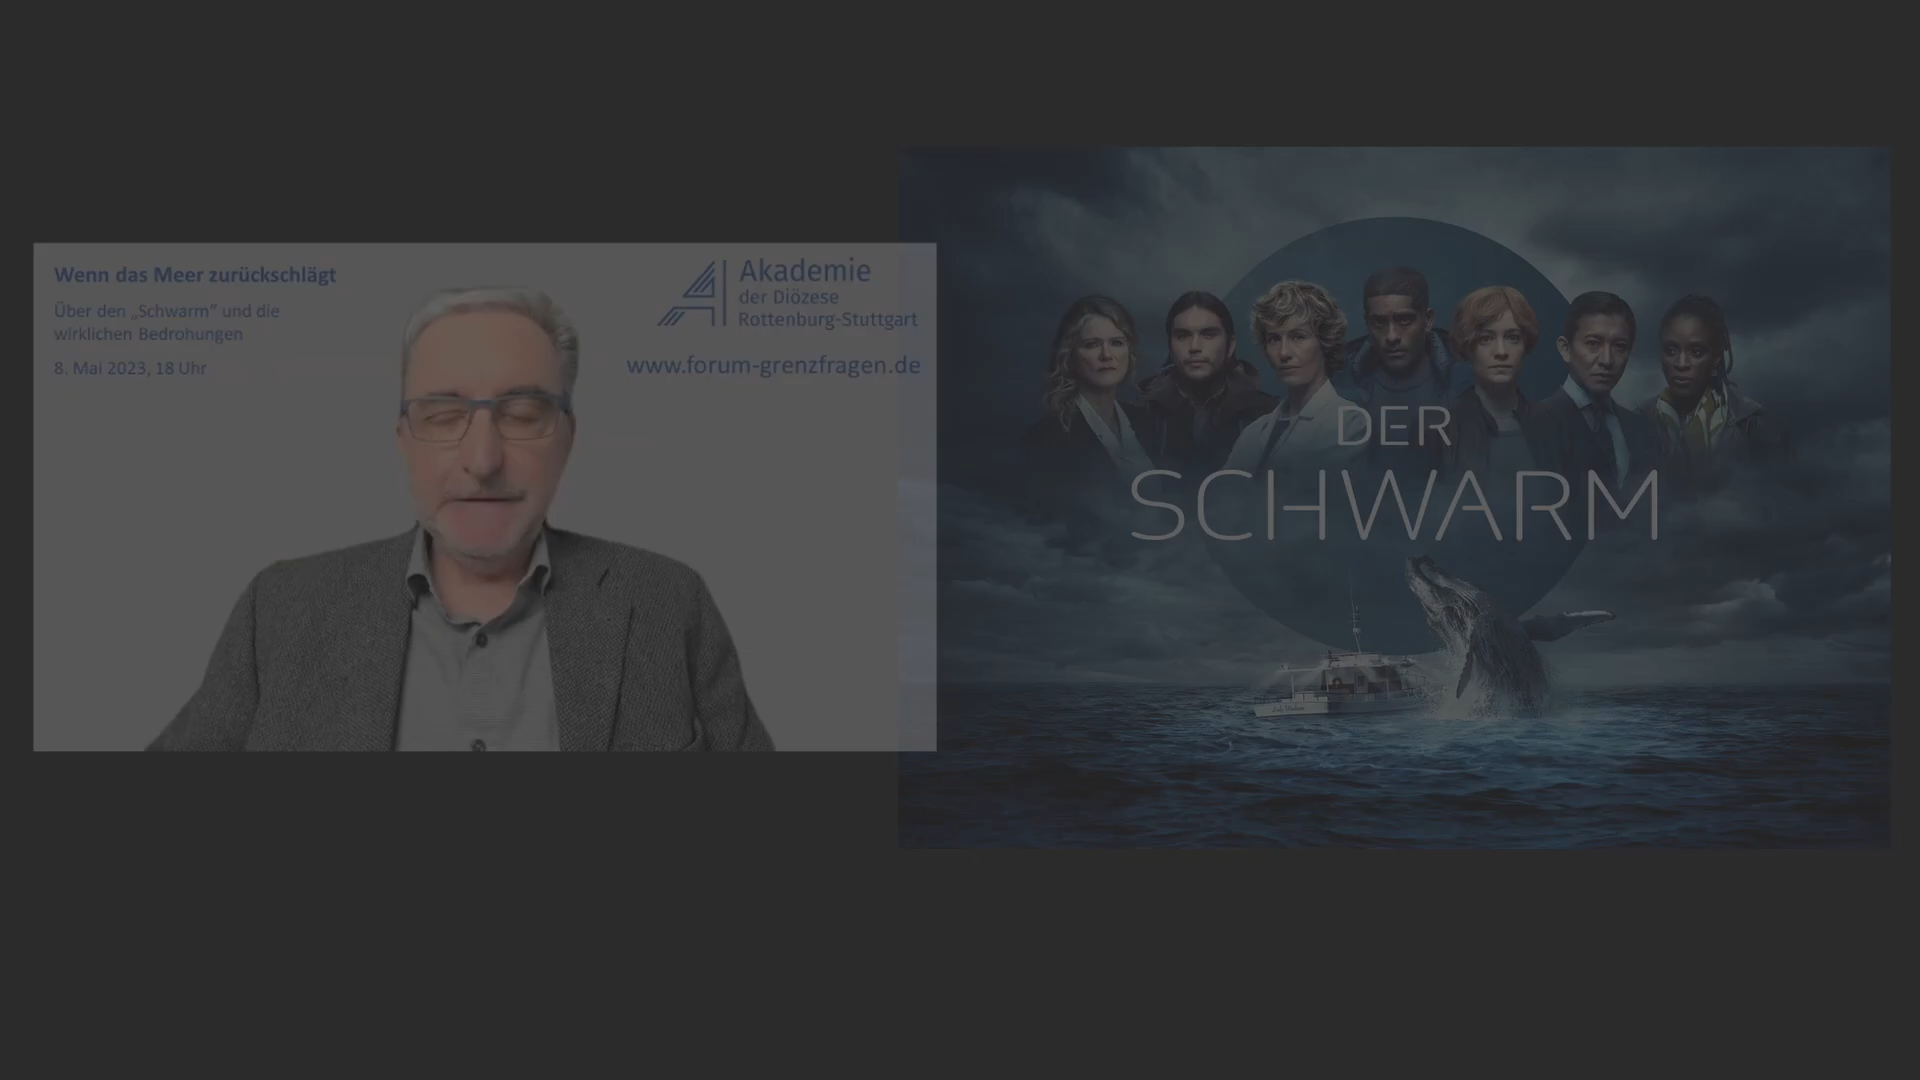 Wenn das Meer zurückschlägt
Über den „Schwarm“ und die
wirklichen Bedrohungen
8. Mai 2023, 18 Uhr
Akademie
der Diözese
Rottenburg-Stuttgart
www.forum-grenzfragen.de
DER
SCHWARM